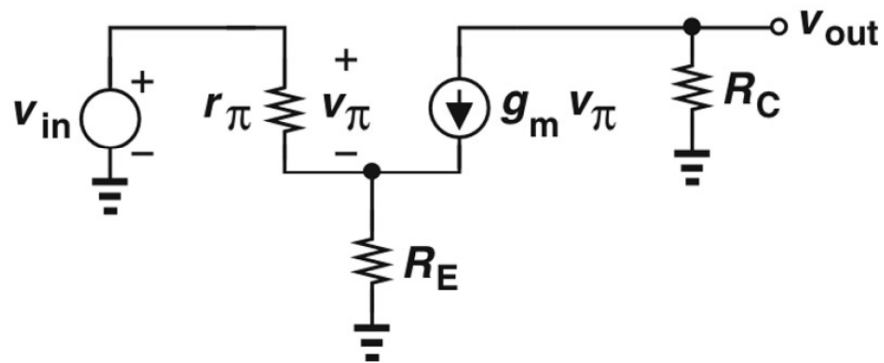 v_out
+
v_in
−
r_π
+
v_π
−
g_m v_π
R_C
R_E